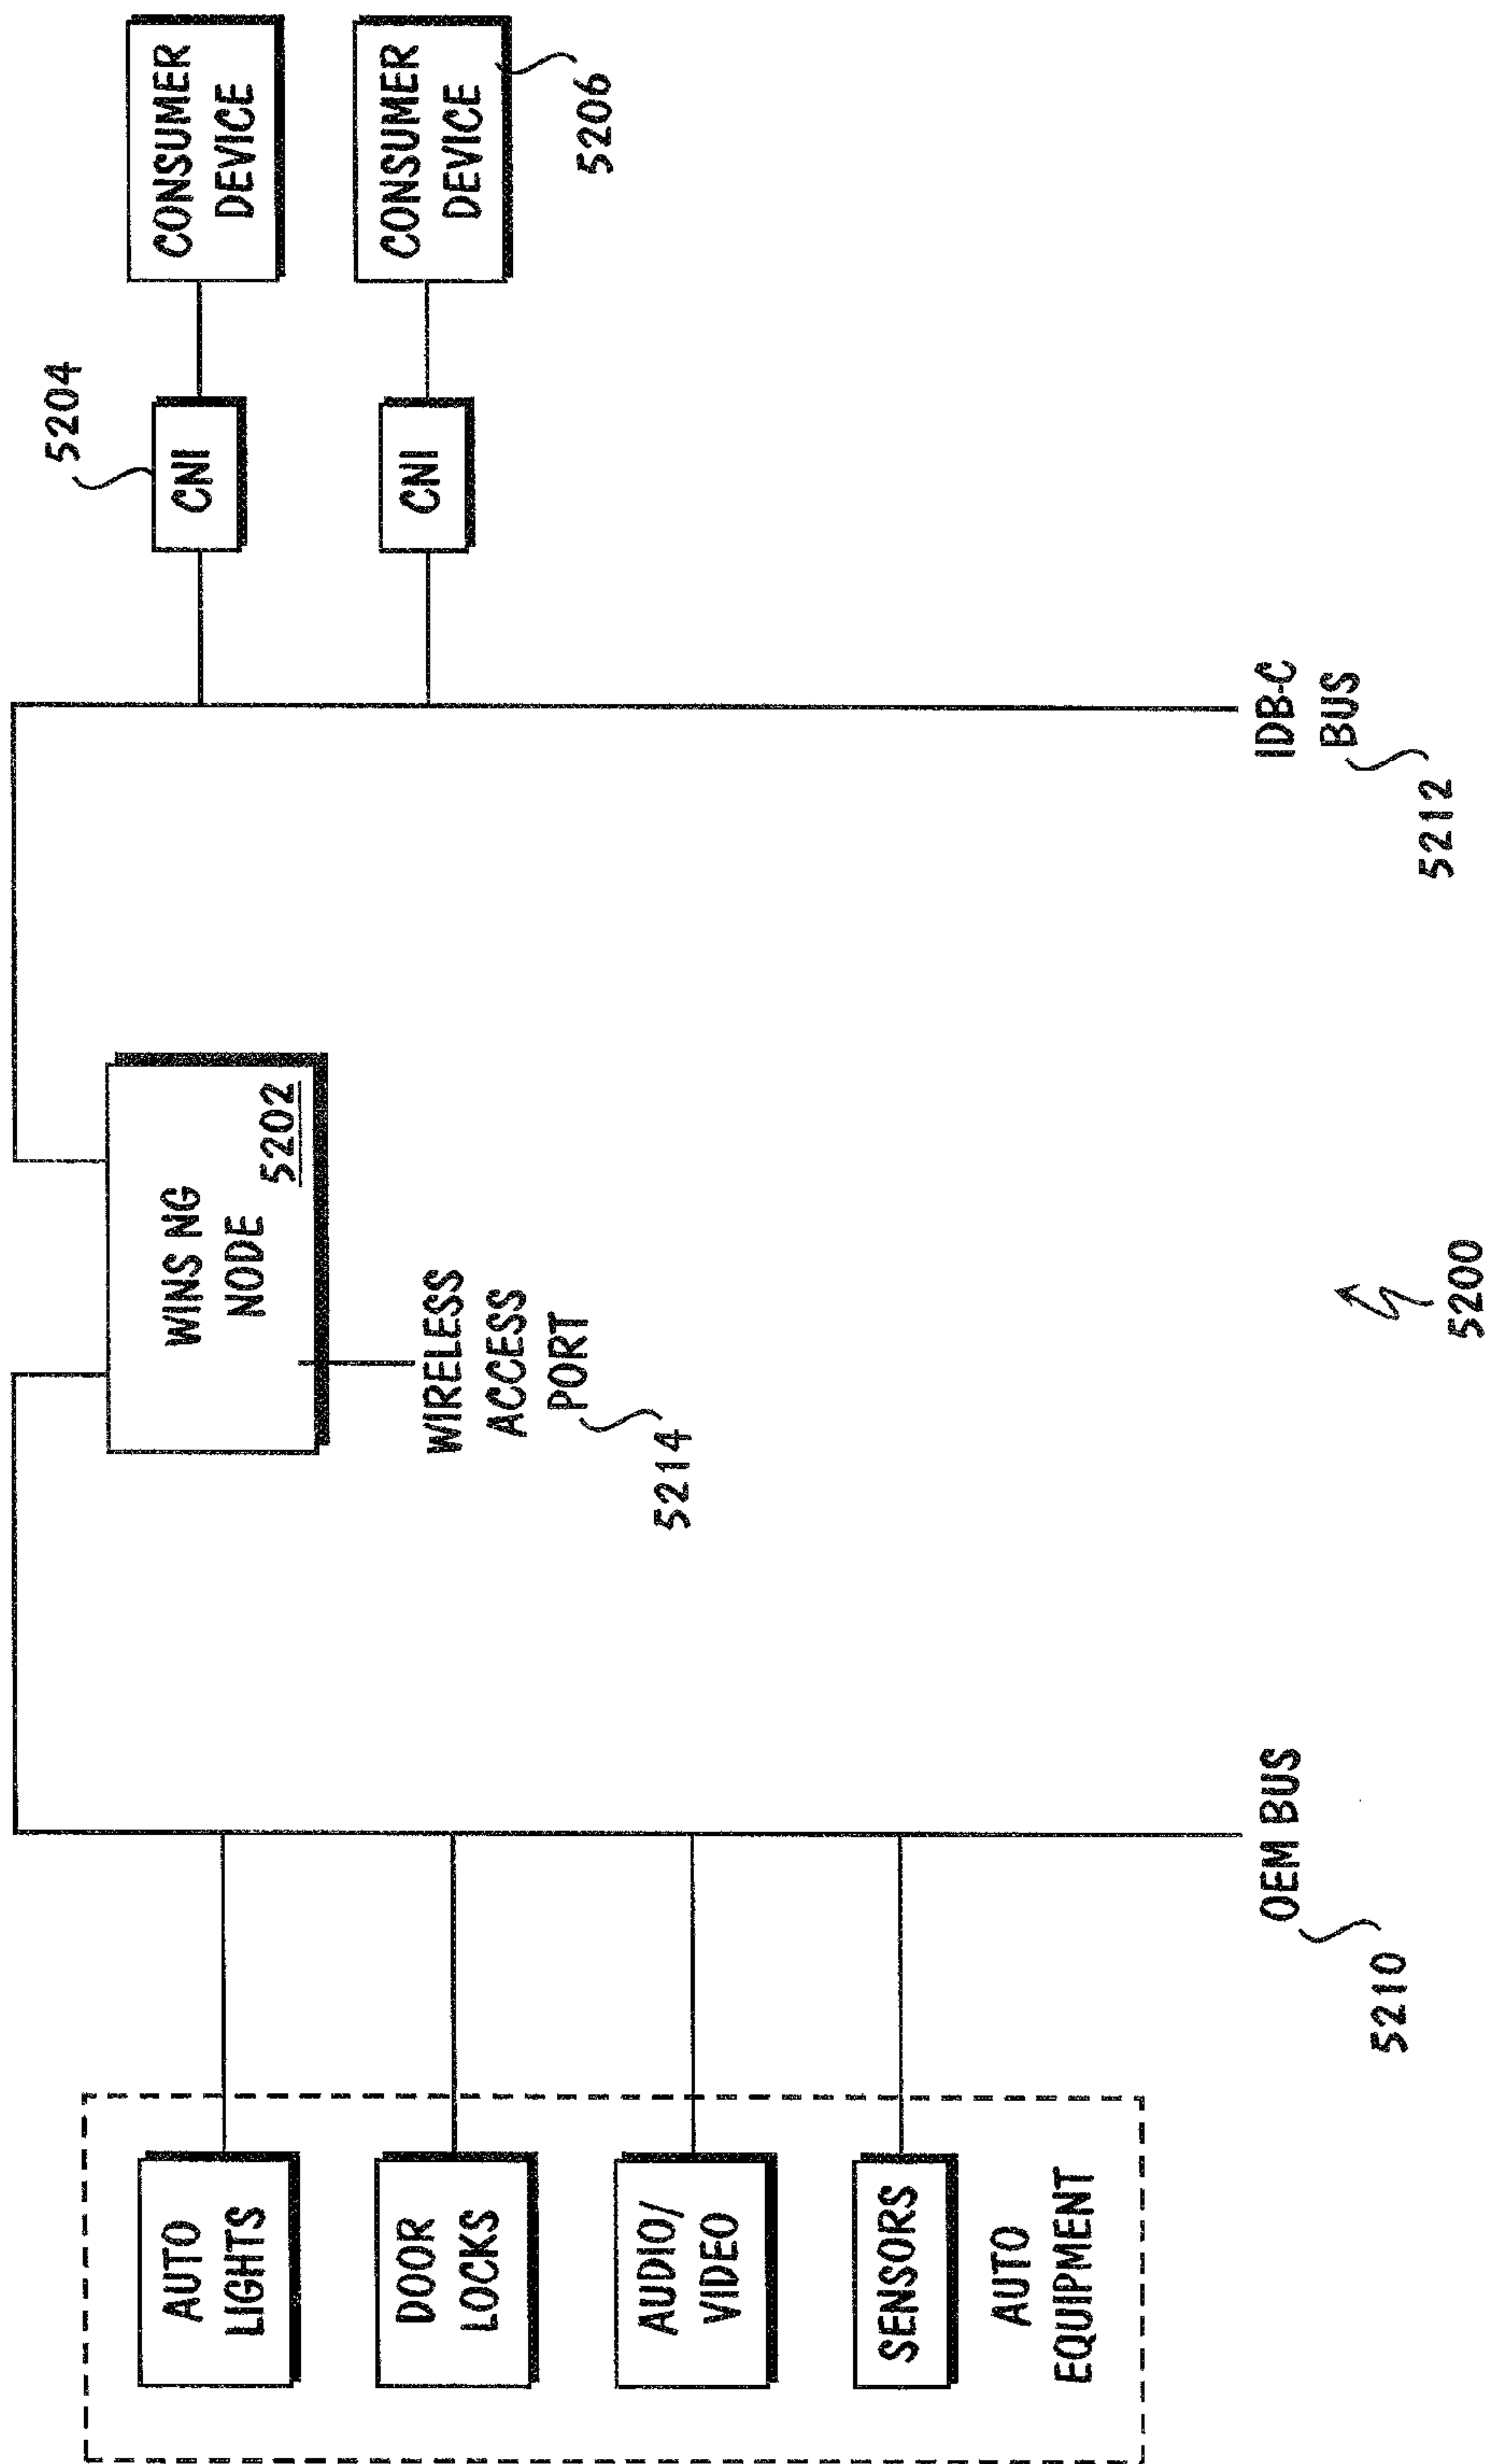 AUTO
LIGHTS
DOOR
LOCKS
AUDIO/
VIDEO
SENSORS
AUTO
EQUIPMENT
OEM BUS
5210
WINS NG
NODE
5202
WIRELESS
ACCESS
PORT
5214
5200
IDB-C
BUS
5212
5204
CNI
CNI
CONSUMER
DEVICE
CONSUMER
DEVICE
5206